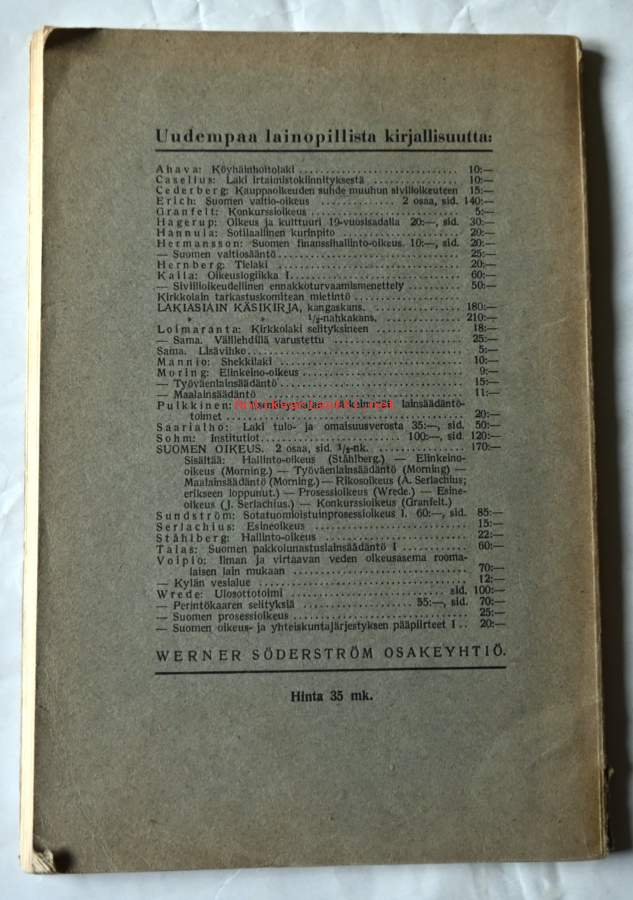 Uudempaa lainopillista kirjallisuutta:
Ahava: Köyhäinhoitolaki ............................ 10:—
Caselius: Laki irtaimistokiinnityksestä ................ 10:—
Cederberg: Kauppaoikeuden suhde muuhun siviilioikeuteen 15:—
Erich: Suomen valtio-oikeus .............. 2 osaa, sid. 140:—
Granfelt: Konkurssioikeus ............................ 5:—
Hagerup: Oikeus ja kulttuuri 19-vuosisadalla 20:—, sid. 30:—
Hannula: Sotilaallinen kurinpito ...................... 20:—
Hermansson: Suomen finanssihallinto-oikeus. 10:—, sid. 20:—
— Suomen valtiosääntö ................................ 25:—
Hernberg: Tielaki .................................... 20:—
Kaila: Oikeuslogiikka I. .............................. 60:—
— Siviilioikeudellinen ennakkoturvaamismenettely ......... 50:—
Kirkkolain tarkastuskomitean mietintö ...................
LAKIASIAIN KÄSIKIRJA, kangaskans. ................. 180:—
» » ½-nahkakans. ............... 210:—
Loimaranta: Kirkkolaki selityksineen ................ 18:—
— Sama. Välilehdillä varustettu ........................ 25:—
Sama. Lisävihko ...................................... 5:—
Mannio: Shekkilaki .................................. 10:—
Moring: Elinkeino-oikeus ............................ 9:—
— Työväenlainsäädäntö ................................ 15:—
— Maalainsäädäntö .................................... 11:—
Pulkkinen: lainsäädäntö-
toimet .......................................... 20:—
Saarialho: Laki tulo- ja omaisuusverosta 35:—, sid. 50:—
Sohm: Institutiot .......................... 100:—, sid. 120:—
SUOMEN OIKEUS. 2 osaa, sid. ½-nk. ................ 170:—
Sisältää: Hallinto-oikeus (Ståhlberg.) — Elinkeino-
oikeus (Morning.) — Työväenlainsäädäntö (Morning) —
Maalainsäädäntö (Morning.) — Rikosoikeus (A. Serlachius;
erikseen loppunut.) — Prosessioikeus (Wrede.) — Esine-
oikeus (J. Serlachius.) — Konkurssioikeus (Granfelt.)
Sundström: Sotatuomioistuinprosessioikeus I. 60:—, sid. 85:—
Serlachius: Esineoikeus ............................ 15:—
Ståhlberg: Hallinto-oikeus .......................... 22:—
Talas: Suomen pakkolunastuslainsäädäntö I ............ 60:—
Voipio: Ilman ja virtaavan veden oikeusasema rooma-
laisen lain mukaan ................................ 70:—
— Kylän vesialue ...................................... 12:—
Wrede: Ulosottotoimi ........................ sid. 100:—
— Perintökaaren selityksiä .................... 55:—, sid. 70:—
— Suomen prosessioikeus .............................. 25:—
— Suomen oikeus- ja yhteiskuntajärjestyksen pääpiirteet I .. 20:—
WERNER SÖDERSTRÖM OSAKEYHTIÖ.
Hinta 35 mk.